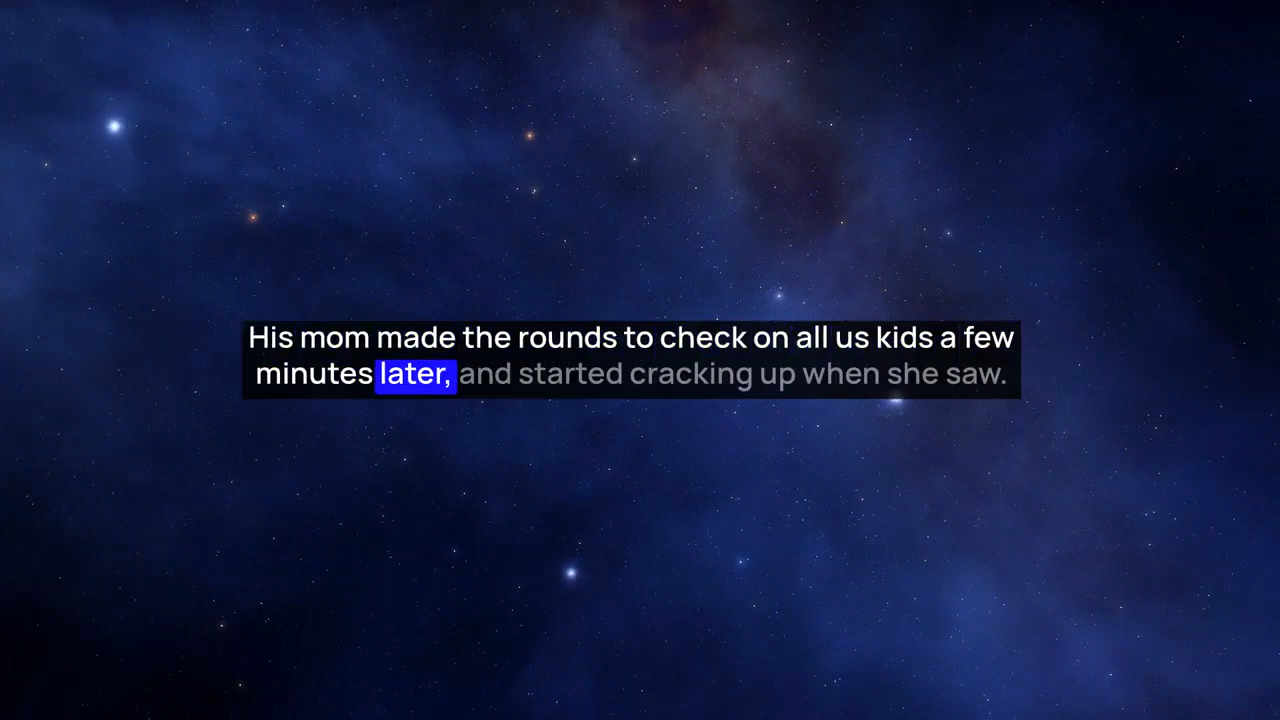 His mom made the rounds to check on all us kids a few
minutes later, and started cracking up when she saw.